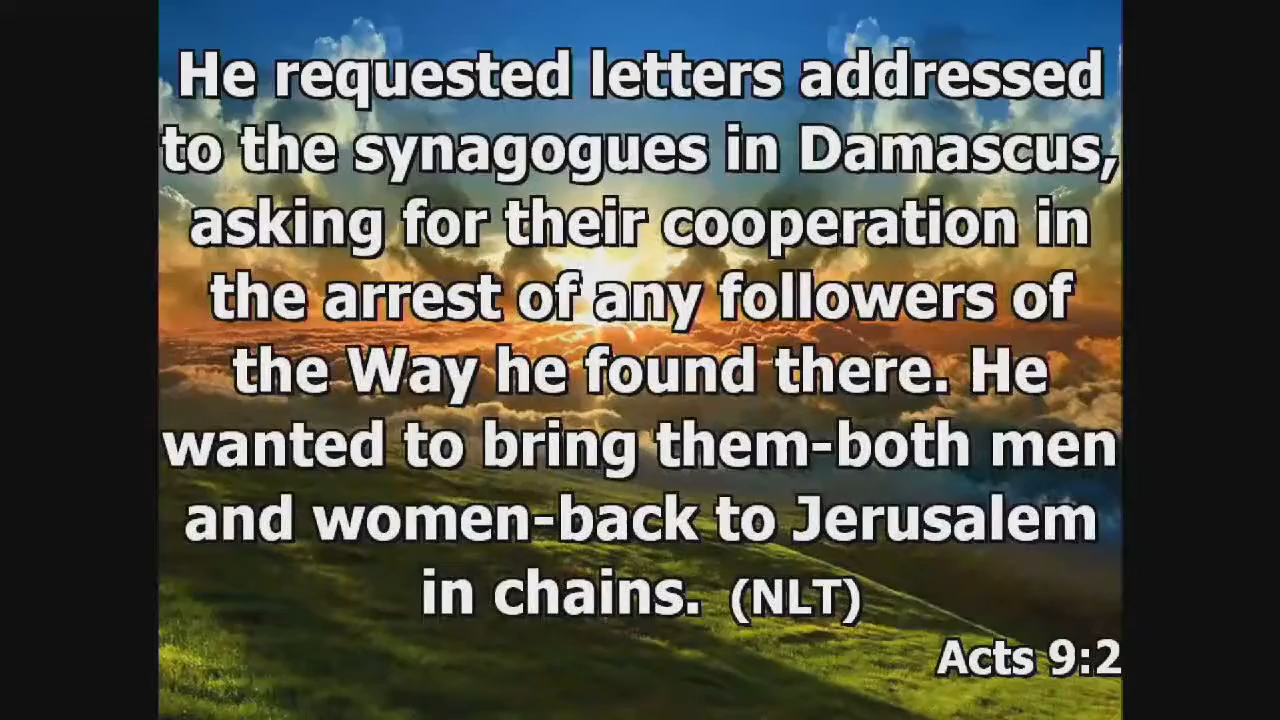 He requested letters addressed
to the synagogues in Damascus,
asking for their cooperation in
the arrest of any followers of
the Way he found there. He
wanted to bring them-both men
and women-back to Jerusalem
in chains. (NLT)
Acts 9:2